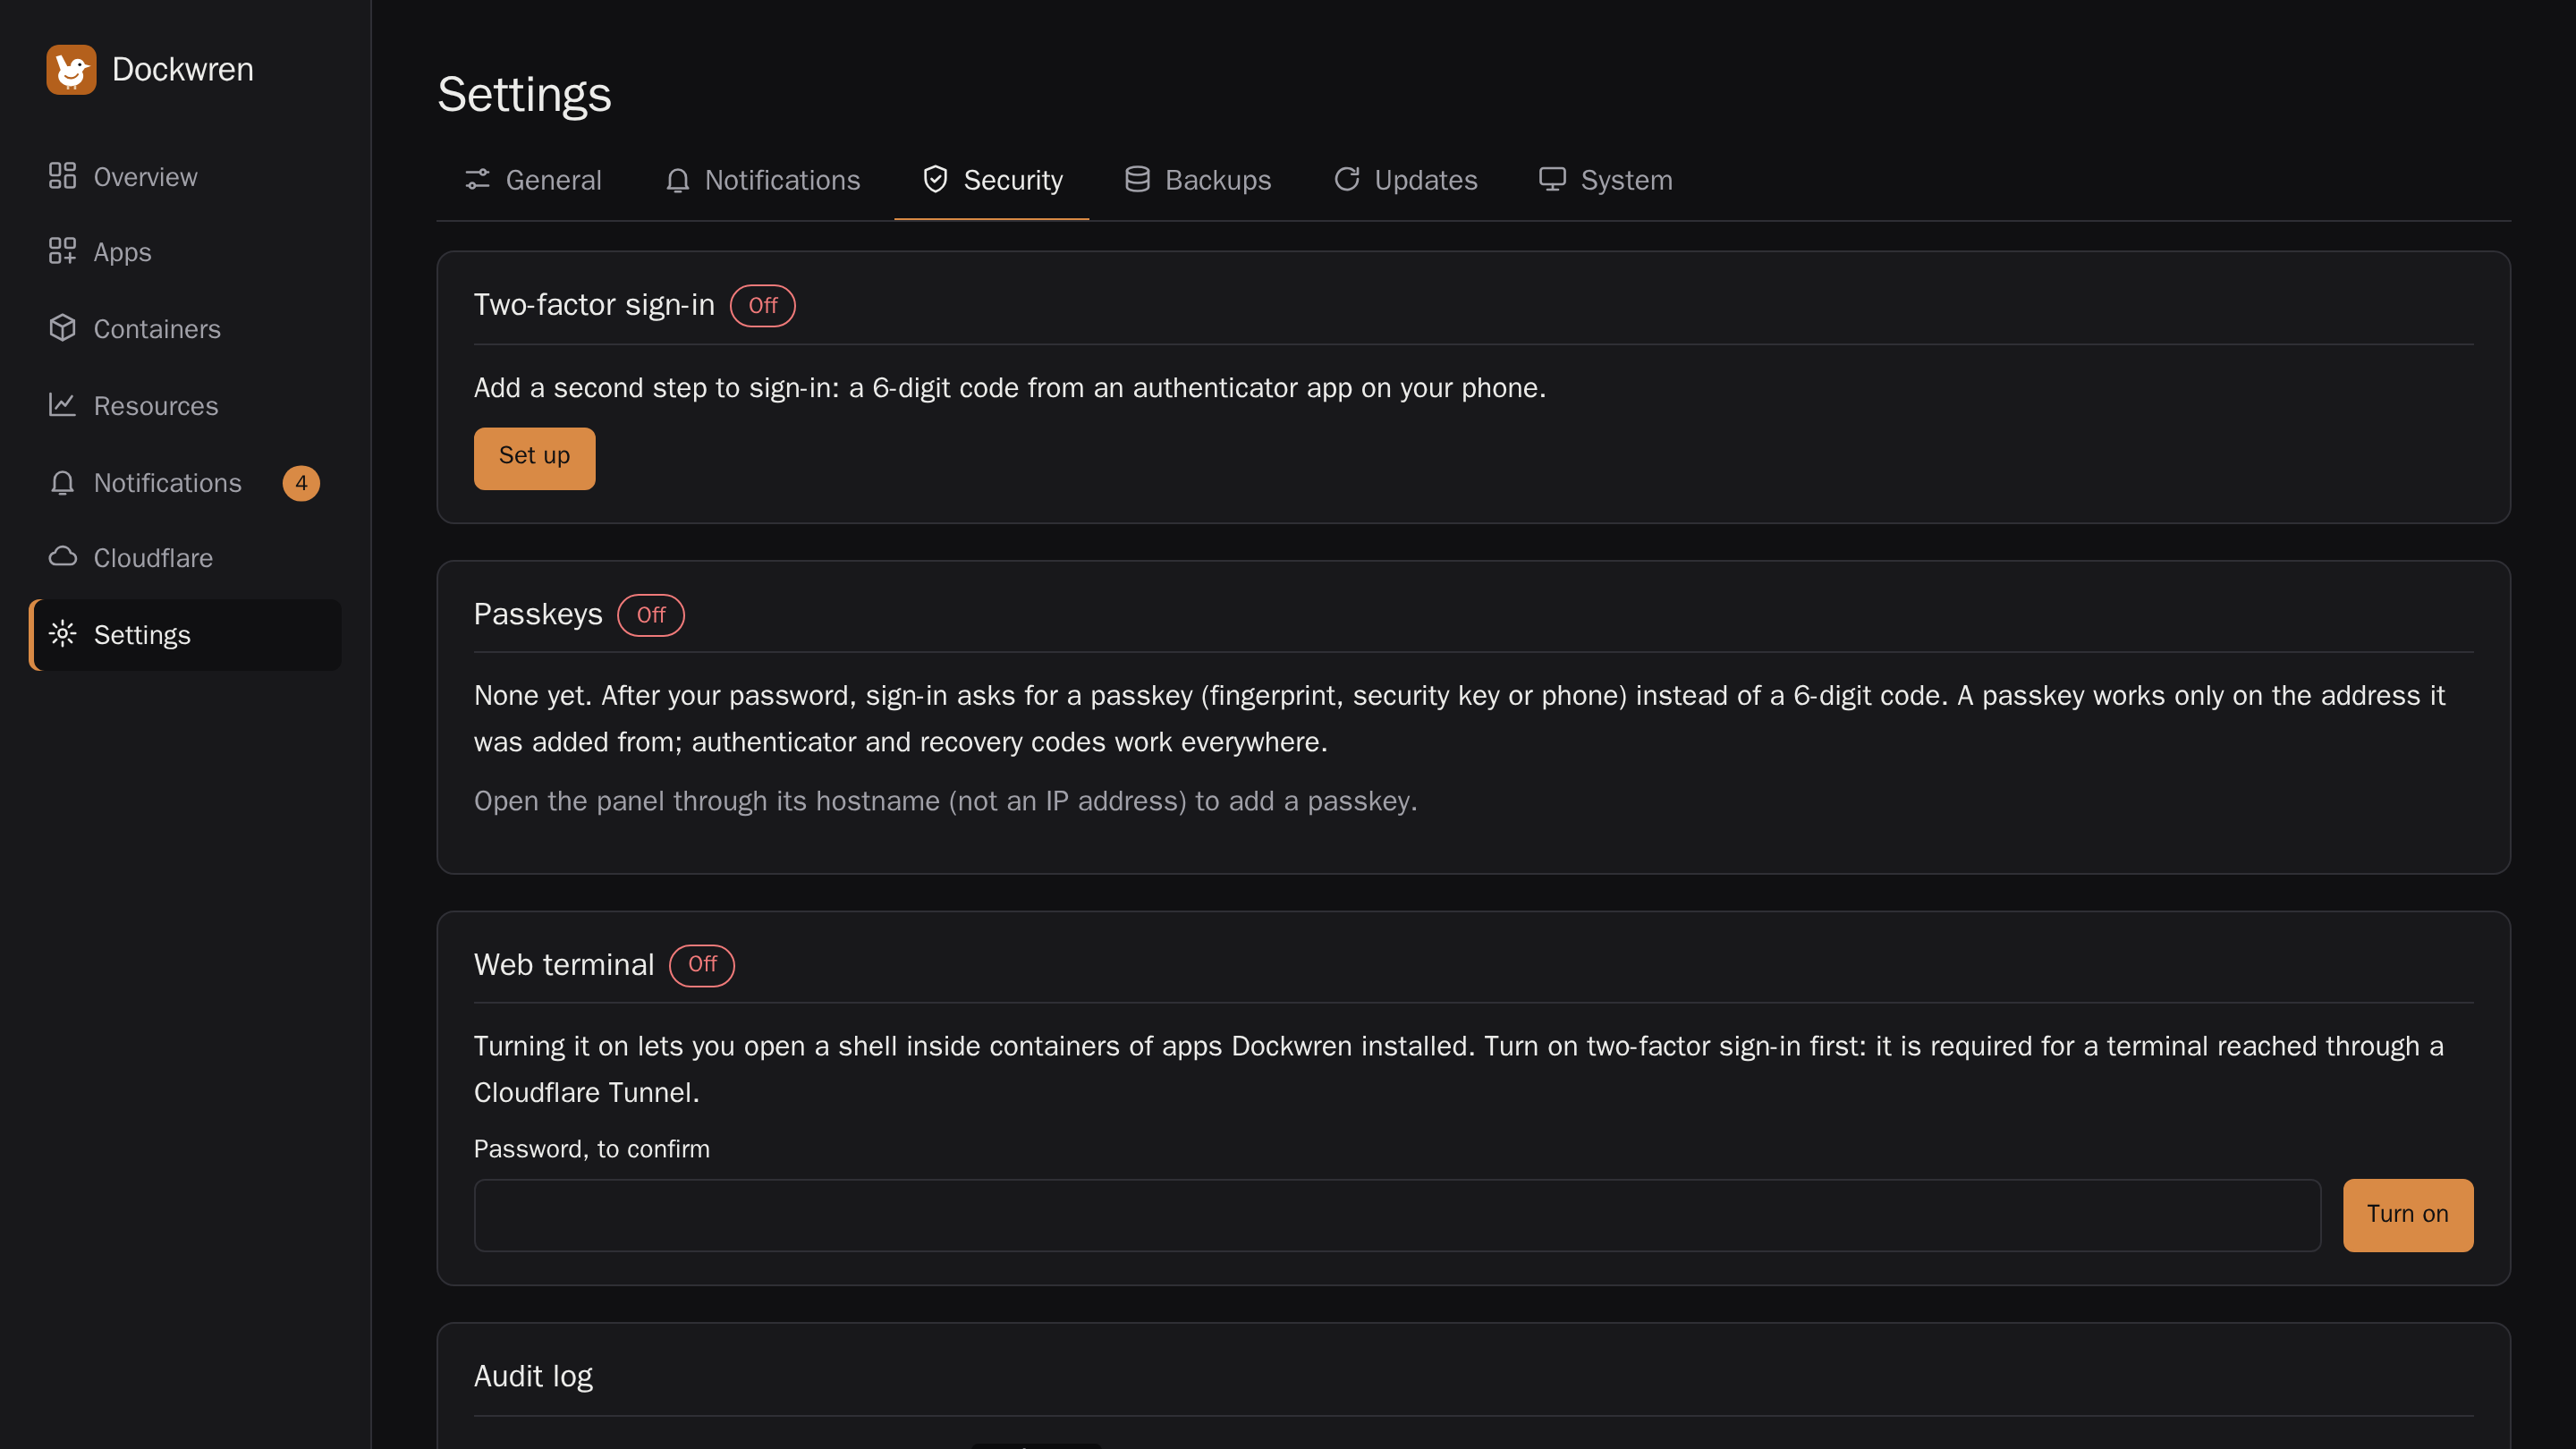 Dockwren
Overview
Apps
Containers
Resources
Notifications 4
Cloudflare
Settings
Settings
General Notifications Security Backups Updates System
Two-factor sign-in Off
Add a second step to sign-in: a 6-digit code from an authenticator app on your phone.
Set up
Passkeys Off
None yet. After your password, sign-in asks for a passkey (fingerprint, security key or phone) instead of a 6-digit code. A passkey works only on the address it
was added from; authenticator and recovery codes work everywhere.
Open the panel through its hostname (not an IP address) to add a passkey.
Web terminal Off
Turning it on lets you open a shell inside containers of apps Dockwren installed. Turn on two-factor sign-in first: it is required for a terminal reached through a
Cloudflare Tunnel.
Password, to confirm
Turn on
Audit log